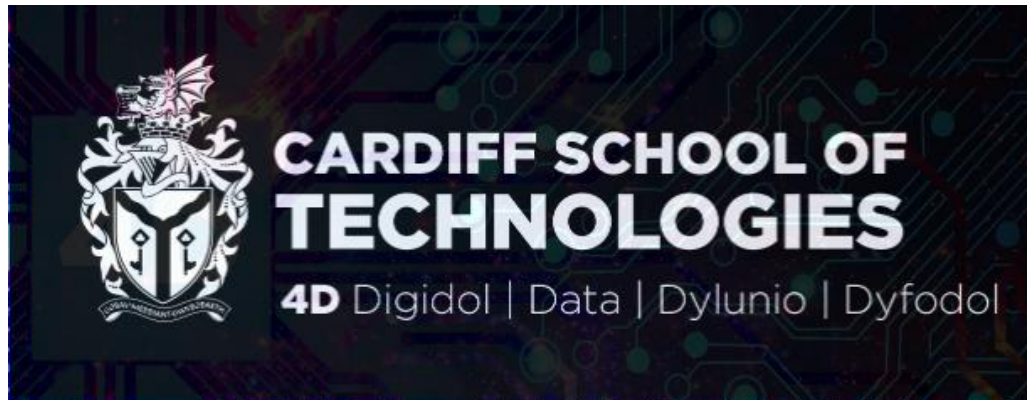 CARDIFF SCHOOL OF
TECHNOLOGIES
4D Digidol | Data | Dylunio | Dyfodol